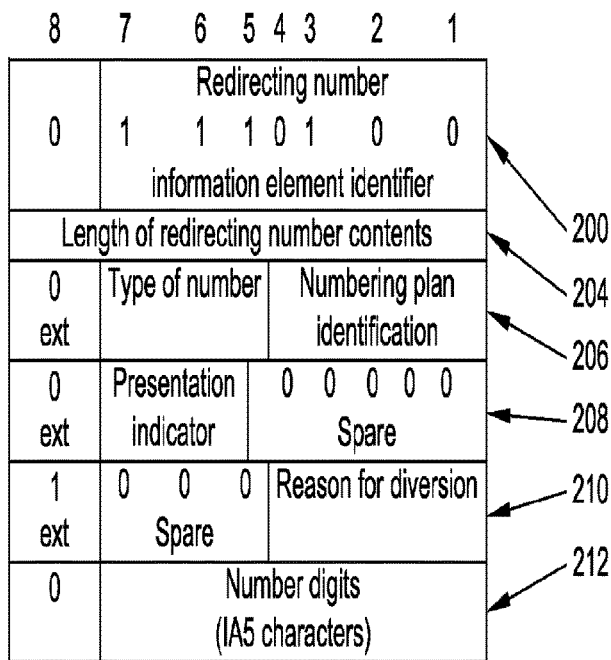 8 7 6 5 4 3 2 1
Redirecting number
0 1 1 1 0 1 0 0
information element identifier
200
Length of redirecting number contents
204
0 Type of number Numbering plan
ext identification
206
0 Presentation 0 0 0 0 0
ext indicator Spare
208
1 0 0 0 Reason for diversion
ext Spare
210
0 Number digits
(IA5 characters)
212